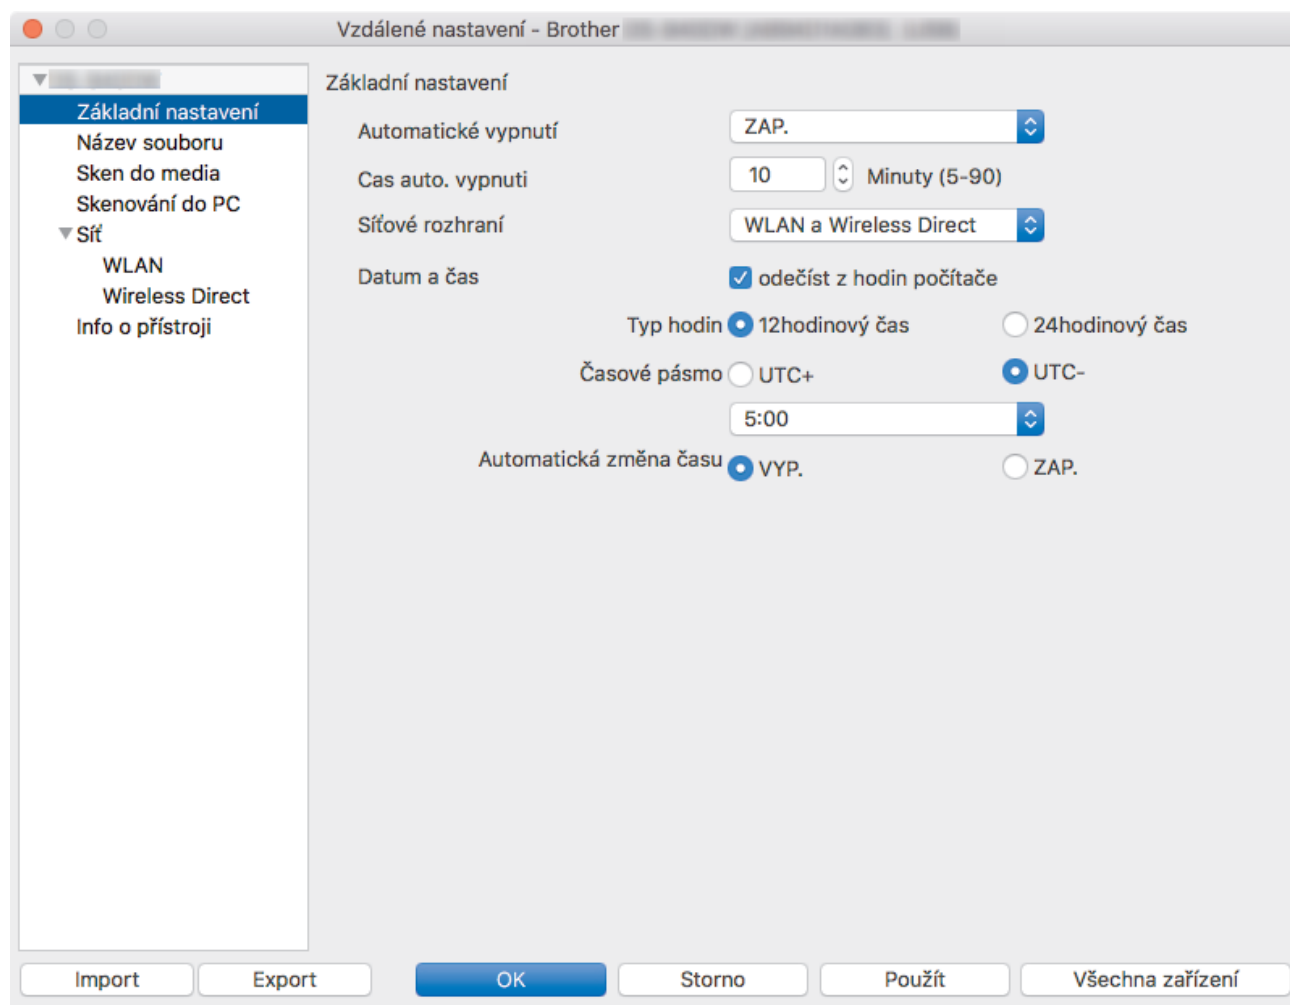 Vzdálené nastavení - Brother
Základní nastavení
Název souboru
Sken do media
Skenování do PC
Síť
WLAN
Wireless Direct
Info o přístroji
Základní nastavení
Automatické vypnutí ZAP.
Cas auto. vypnuti 10 Minuty (5-90)
Síťové rozhraní WLAN a Wireless Direct
Datum a čas odečíst z hodin počítače
Typ hodin 12hodinový čas 24hodinový čas
Časové pásmo UTC+ UTC-
5:00
Automatická změna času VYP. ZAP.
Import Export OK Storno Použít Všechna zařízení